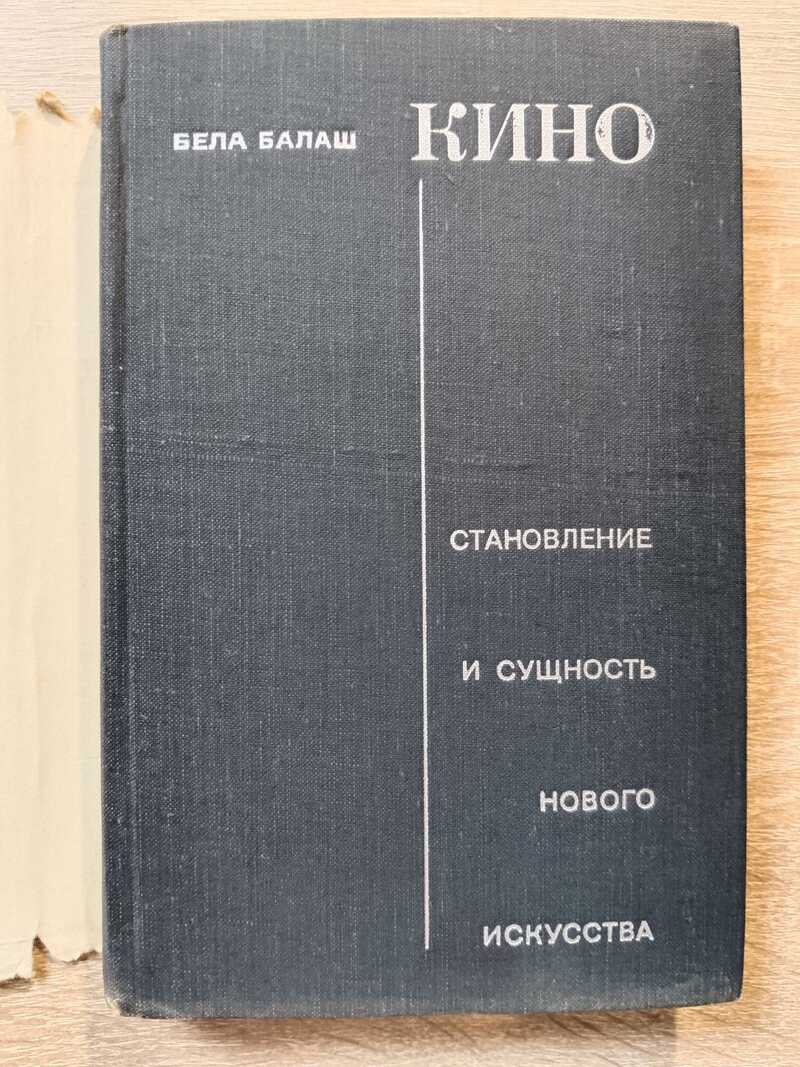 БЕЛА БАЛАШ КИНО
СТАНОВЛЕНИЕ
И СУЩНОСТЬ
НОВОГО
ИСКУССТВА